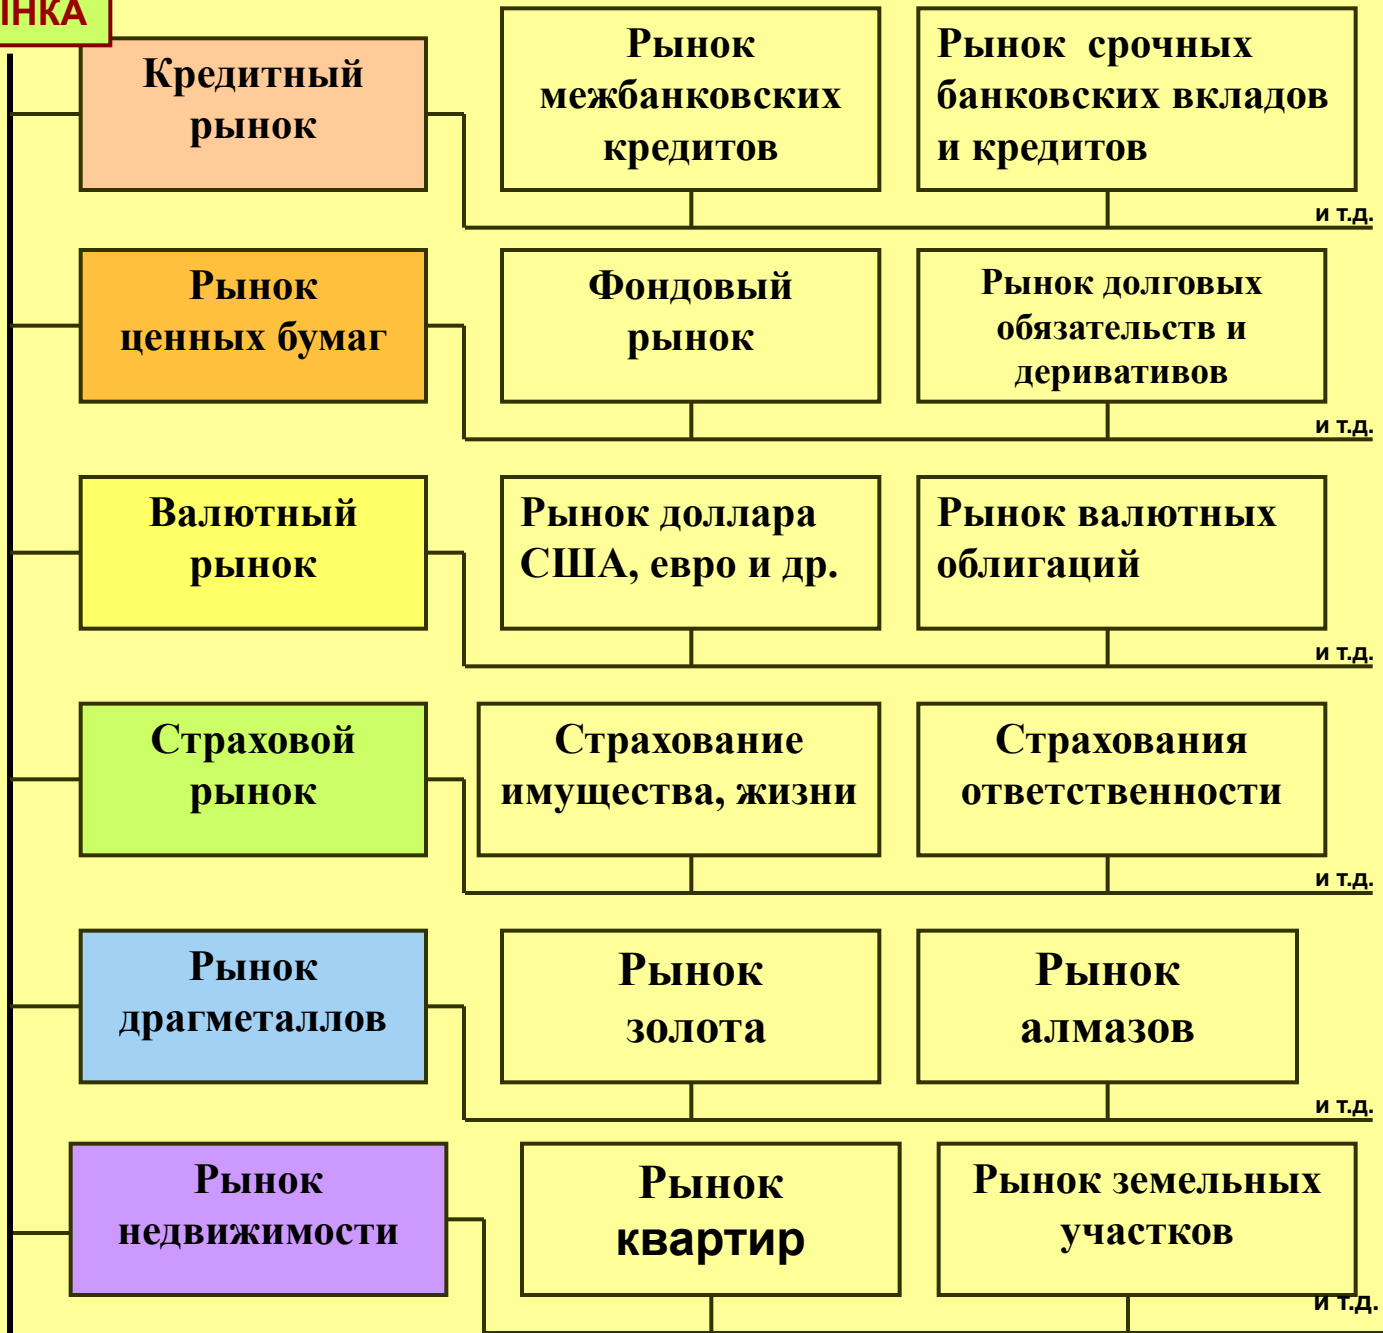 Кредитный
рынок
Рынок
межбанковских
кредитов
Рынок срочных
банковских вкладов
и кредитов
и т.д.
Рынок
ценных бумаг
Фондовый
рынок
Рынок долговых
обязательств и
деривативов
и т.д.
Валютный
рынок
Рынок доллара
США, евро и др.
Рынок валютных
облигаций
и т.д.
Страховой
рынок
Страхование
имущества, жизни
Страхования
ответственности
и т.д.
Рынок
драгметаллов
Рынок
золота
Рынок
алмазов
и т.д.
Рынок
недвижимости
Рынок
квартир
Рынок земельных
участков
и т.д.